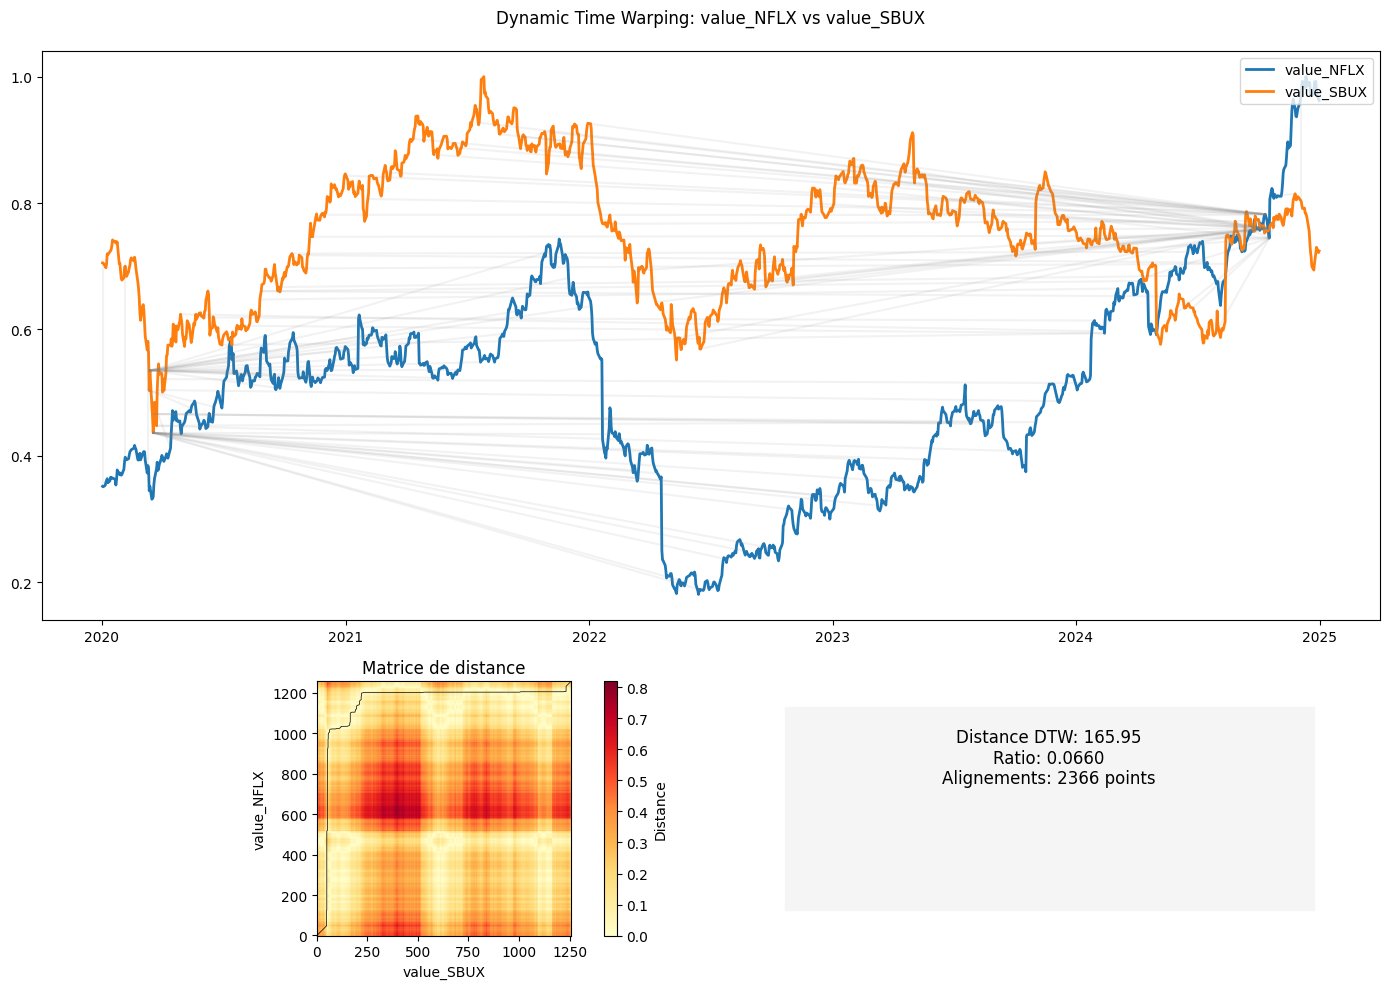 Dynamic Time Warping: value_NFLX vs value_SBUX
value_NFLX
value_SBUX
1.0
0.8
0.6
0.4
0.2
2020 2021 2022 2023 2024 2025
Matrice de distance
value_NFLX
1200
1000
800
600
400
200
0
0 250 500 750 1000 1250
value_SBUX
0.8
0.7
0.6
0.5
0.4
0.3
0.2
0.1
0.0
Distance
Distance DTW: 165.95
Ratio: 0.0660
Alignements: 2366 points